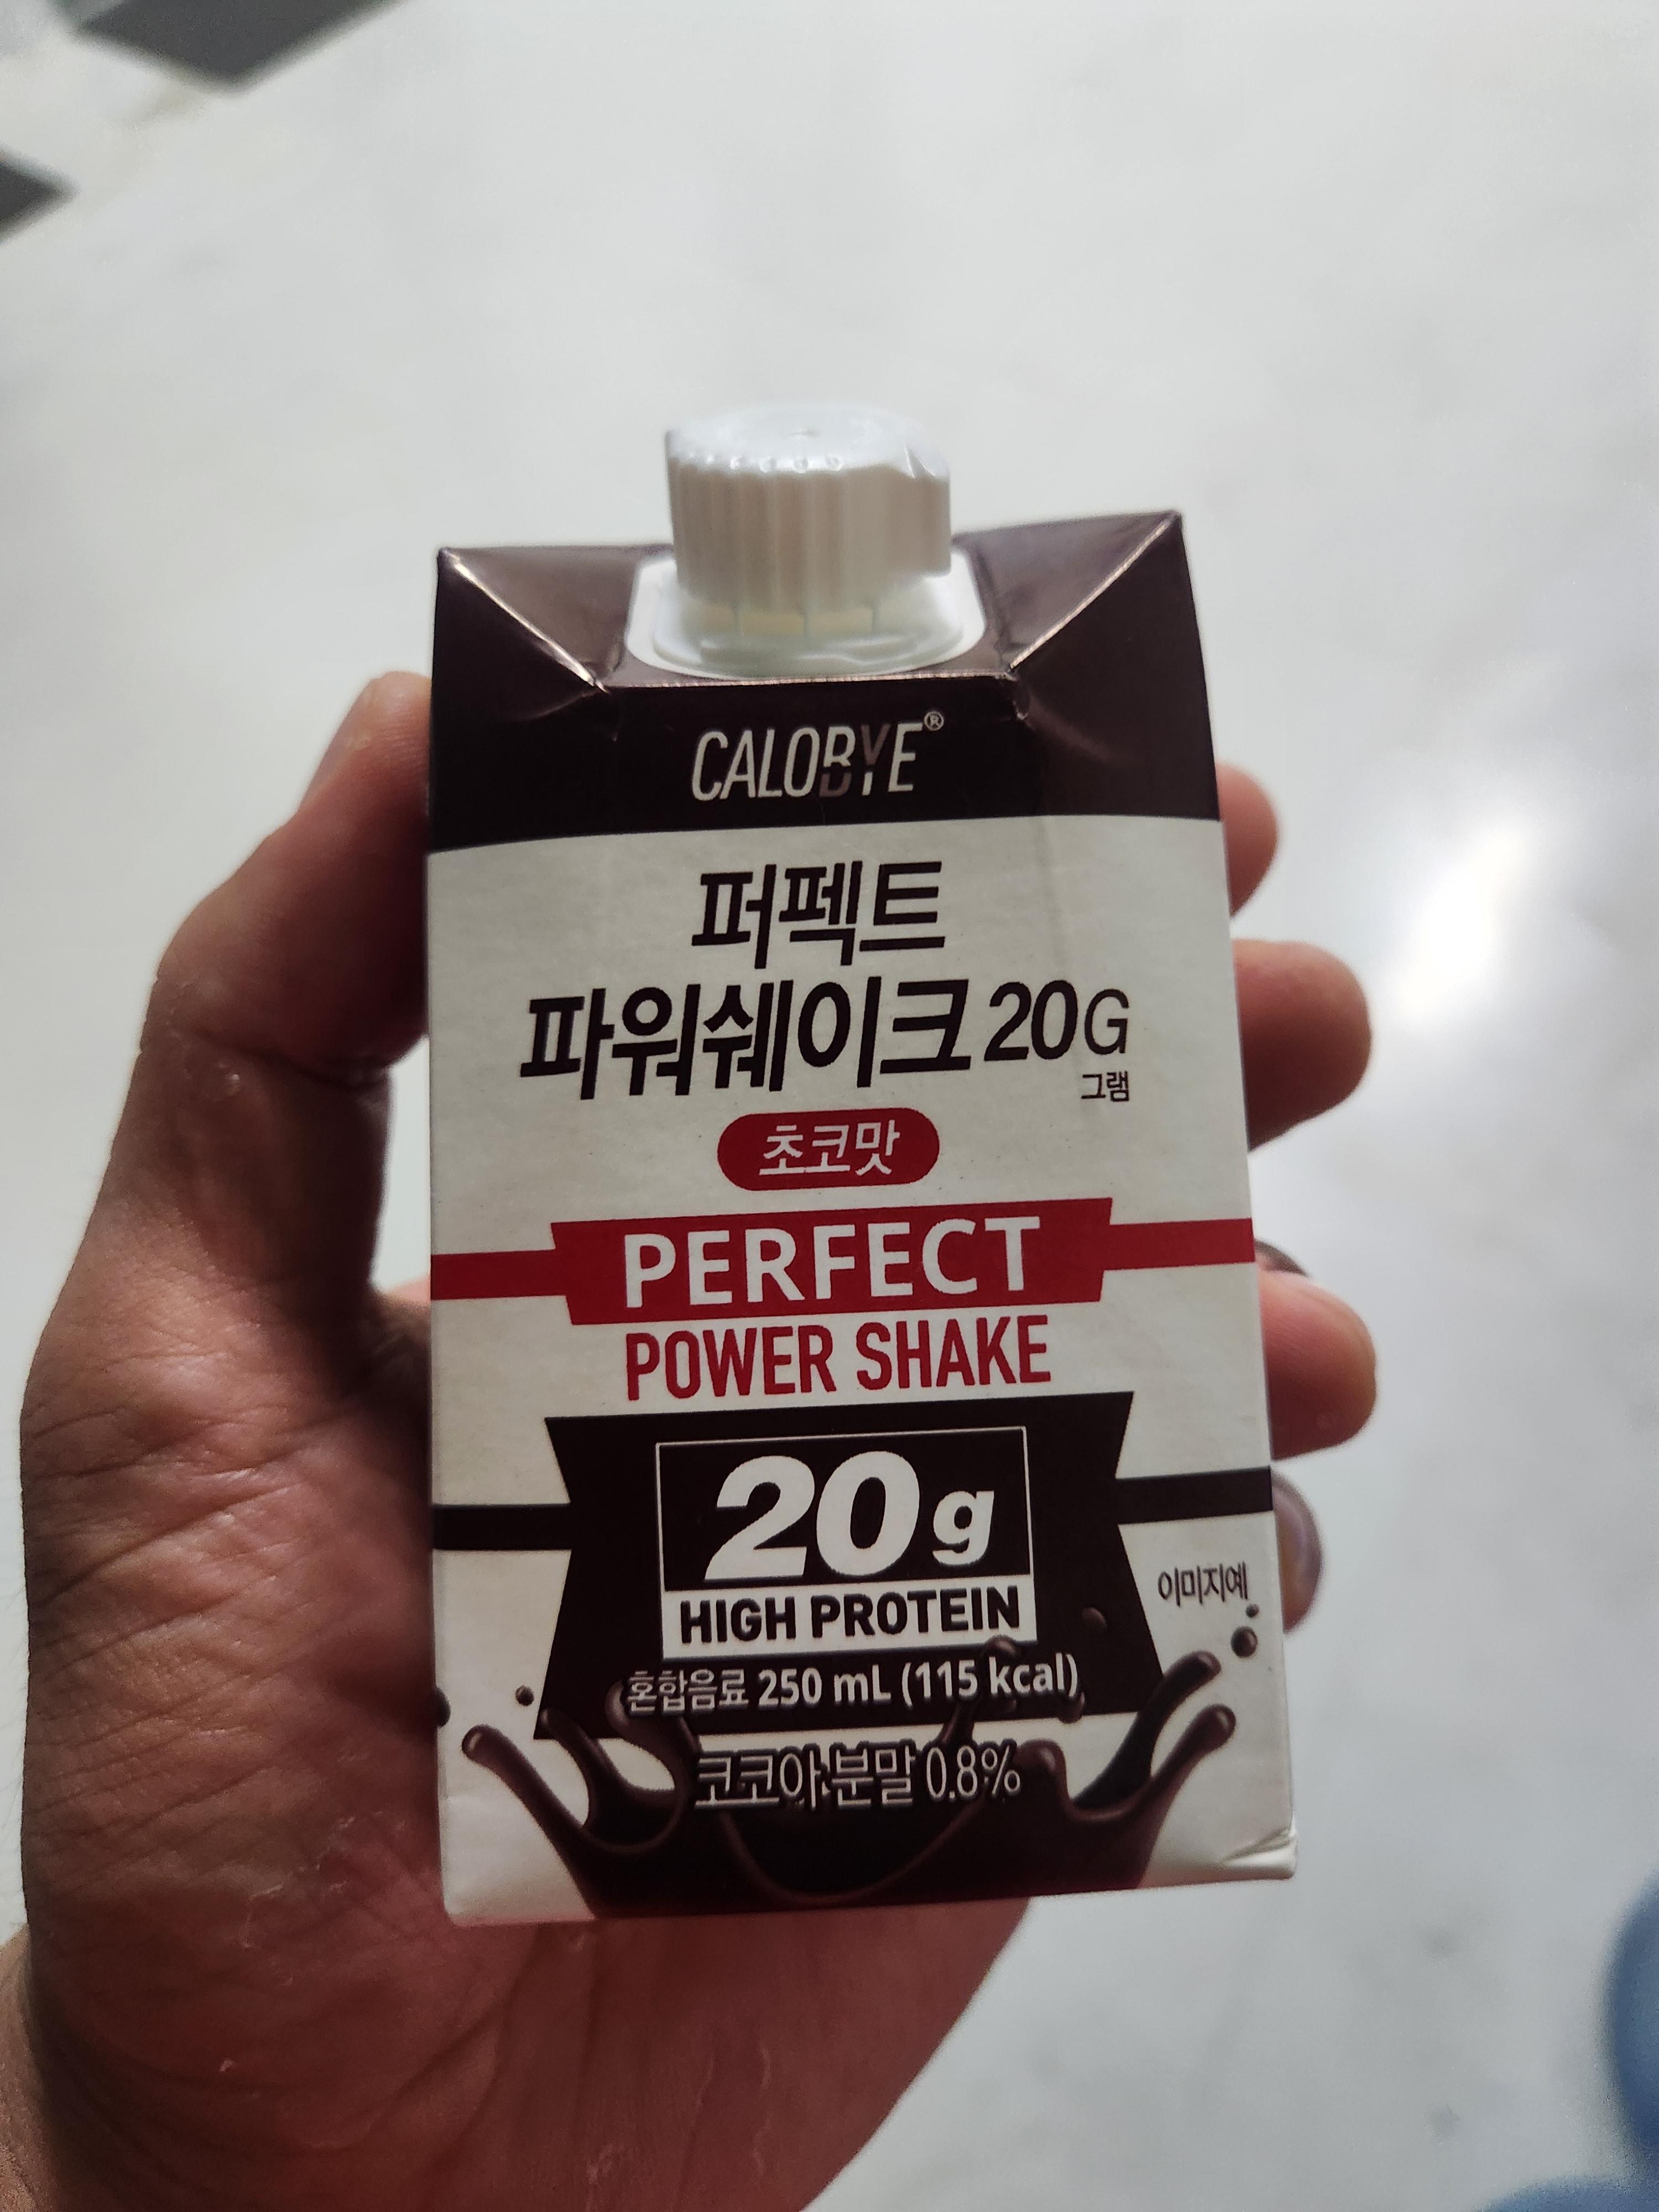 CALOBYE®
퍼펙트
파워쉐이크 20G
그램
초코맛
PERFECT
POWER SHAKE
20g
HIGH PROTEIN
이미지예
혼합음료 250 mL (115 kcal)
코코아분말 0.8%